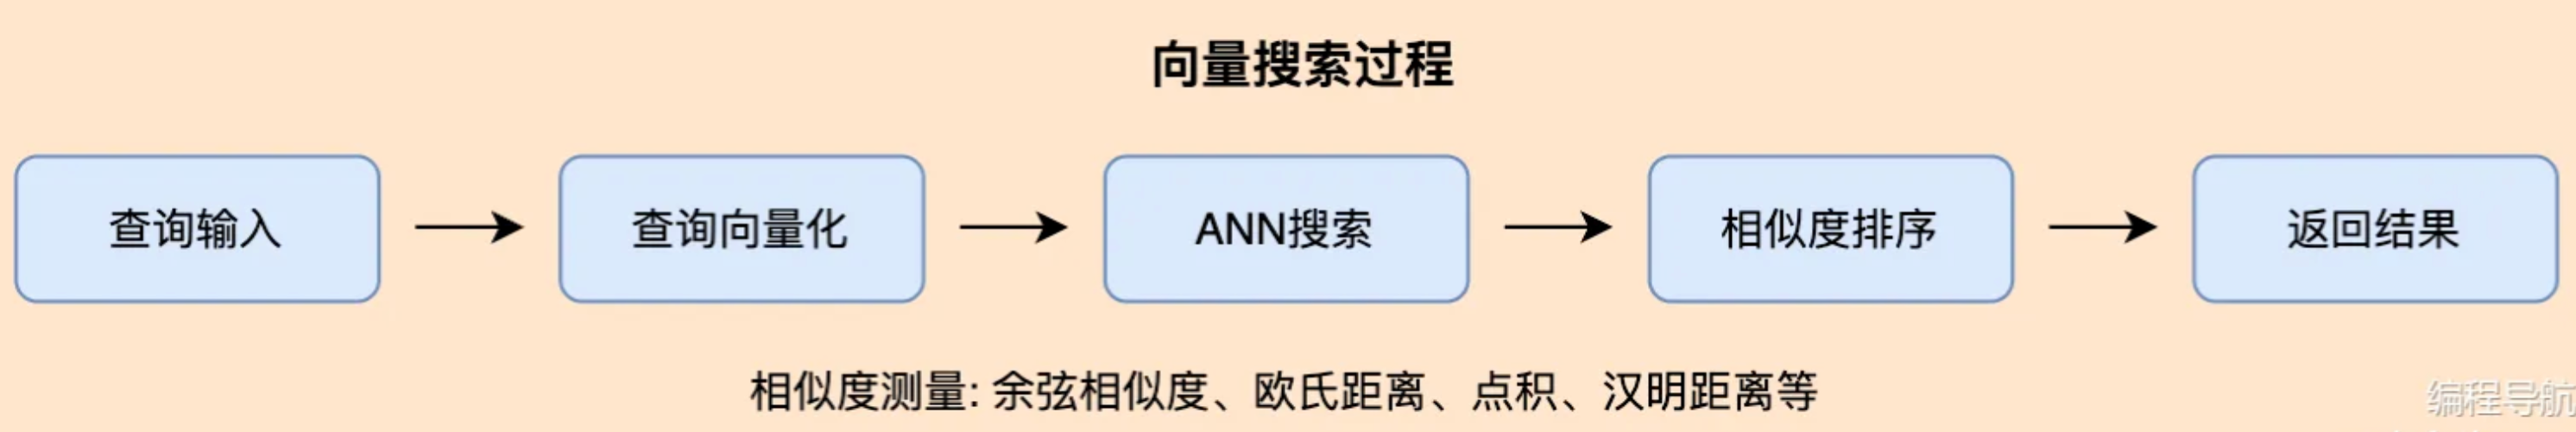 向量搜索过程
查询输入
查询向量化
ANN搜索
相似度排序
返回结果
相似度测量: 余弦相似度、欧氏距离、点积、汉明距离等
编程导航